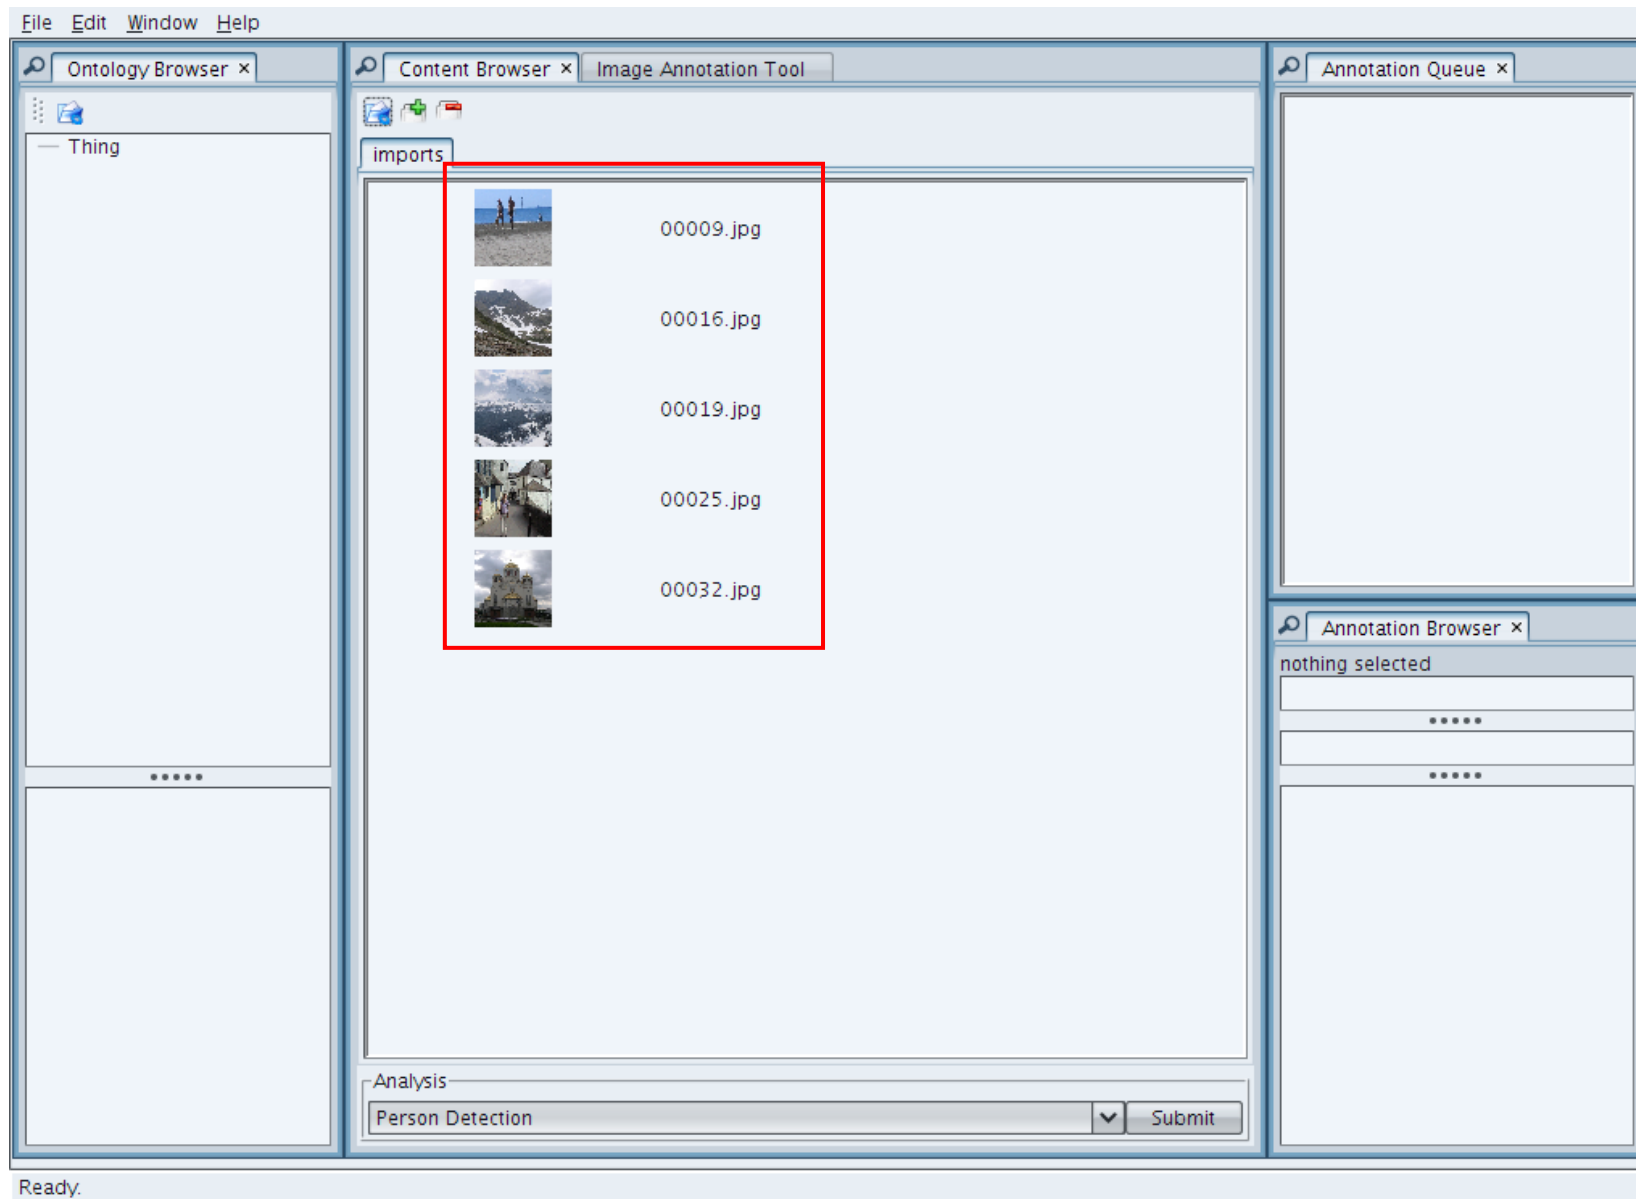 File Edit Window Help
Ontology Browser ×
Thing
Content Browser × Image Annotation Tool
imports
00009.jpg
00016.jpg
00019.jpg
00025.jpg
00032.jpg
Analysis
Person Detection Submit
Annotation Queue ×
Annotation Browser ×
nothing selected
Ready.